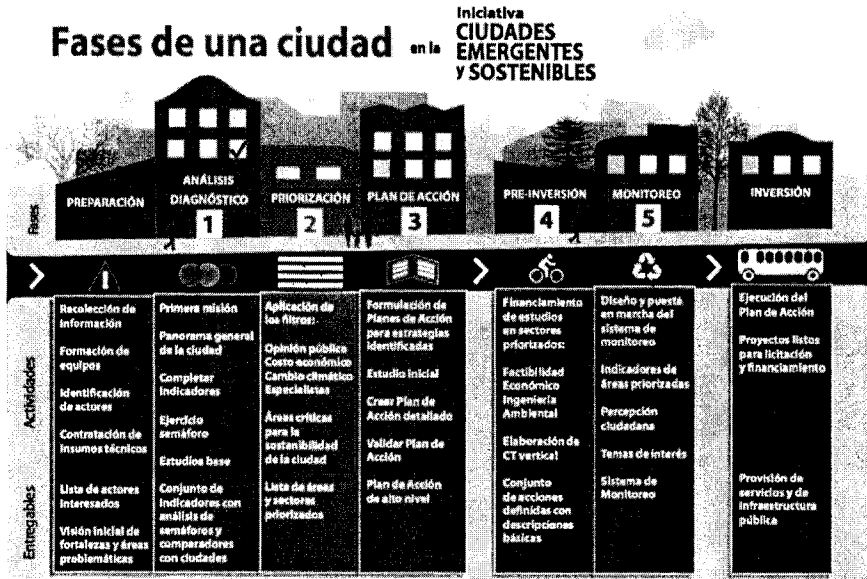 Fases de una ciudad en la
Iniciativa
CIUDADES
EMERGENTES
y SOSTENIBLES
Fases
PREPARACIÓN
ANÁLISIS
DIAGNÓSTICO
1
PRIORIZACIÓN
2
PLAN DE ACCIÓN
3
PRE-INVERSIÓN
4
MONITOREO
5
INVERSIÓN
Actividades
Entregables
Recolección de
información
Formación de
equipos
Identificación
de actores
Contratación de
insumos técnicos
Lista de actores
interesados
Visión inicial de
fortalezas y áreas
problemáticas
Primera misión
Panorama general
de la ciudad
Completar
indicadores
Ejercicio
semáforo
Estudios base
Conjunto de
indicadores con
análisis de
semáforos y
comparadores
con ciudades
Aplicación de
los filtros:
Opinión pública
Costo económico
Cambio climático
Especialistas
Áreas críticas
para la
sostenibilidad
de la ciudad
Lista de áreas
y sectores
priorizados
Formulación de
Planes de Acción
para estrategias
identificadas
Estudio inicial
Crear Plan de
Acción detallado
Validar Plan de
Acción
Plan de Acción
de alto nivel
Financiamiento
de estudios
en sectores
priorizados:
Factibilidad
Económico
Ingeniería
Ambiental
Elaboración de
CT vertical
Conjunto
de acciones
definidas con
descripciones
básicas
Diseño y puesta
en marcha del
sistema de
monitoreo
Indicadores de
áreas priorizadas
Percepción
ciudadana
Temas de interés
Sistema de
Monitoreo
Ejecución del
Plan de Acción
Proyectos listos
para licitación
y financiamiento
Provisión de
servicios y de
infraestructura
pública